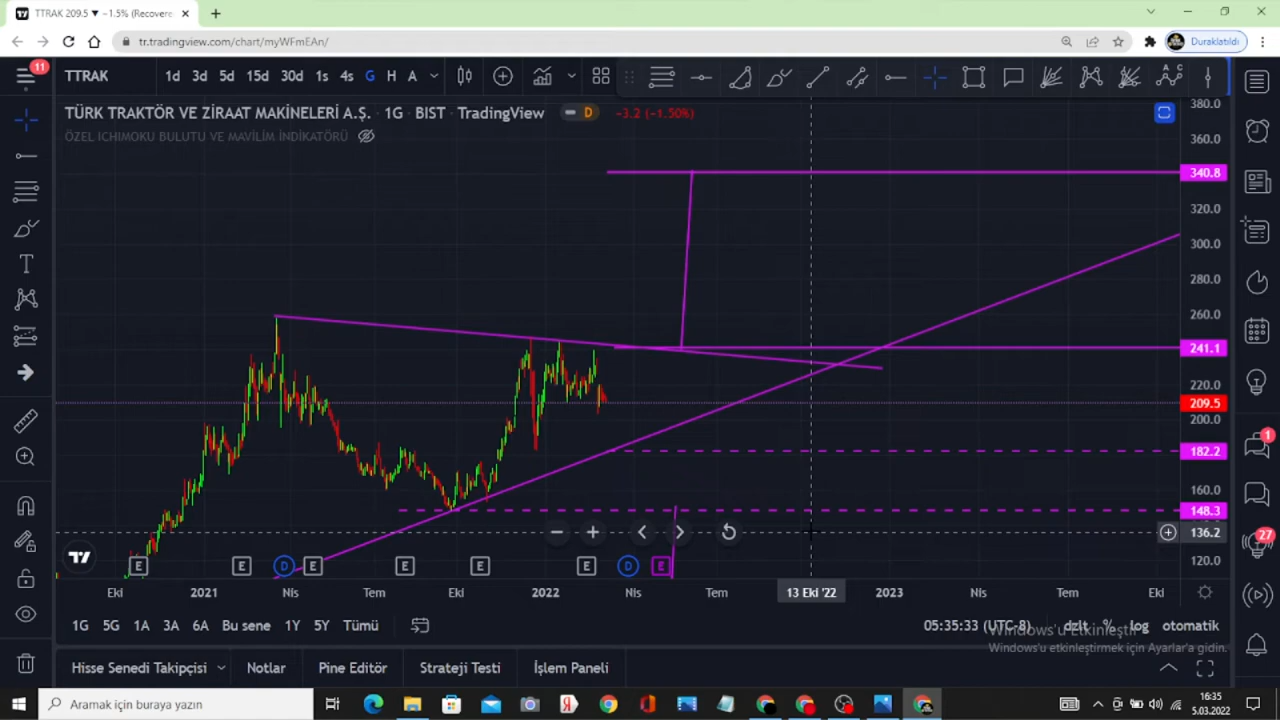 TTRAK 209.5 ▼ −1.5% (Recovere
tr.tradingview.com/chart/myWFmEAn/
Duraklatıldı
11
TTRAK
1d 3d 5d 15d 30d 1s 4s G H A
TÜRK TRAKTÖR VE ZİRAAT MAKİNELERİ A.Ş. · 1G · BIST · TradingView
D
−3.2 (−1.50%)
ÖZEL ICHIMOKU BULUTU VE MAVİLİM İNDİKATÖRÜ
380.0
360.0
340.8
320.0
300.0
280.0
260.0
241.1
220.0
209.5
200.0
182.2
160.0
148.3
136.2
120.0
1
27
E E D E E E E D E
Eki 2021 Nis Tem Eki 2022 Nis Tem 13 Eki '22 2023 Nis Tem Eki
1G 5G 1A 3A 6A Bu sene 1Y 5Y Tümü
05:35:33 (UTC-8) dzlt % log otomatik
Windows'u Etkinleştir
Windows'u etkinleştirmek için Ayarlar'a gidin.
Hisse Senedi Takipçisi Notlar Pine Editör Strateji Testi İşlem Paneli
Aramak için buraya yazın
16:35
5.03.2022